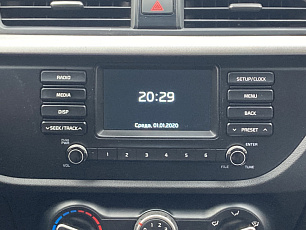 RADIO
MEDIA
DISP
SEEK/TRACK
20:29
Среда, 01.01.2020
SETUP/CLOCK
MENU
BACK
PRESET
PUSH PWR
VOL
1 2 3 4 5 6
ENTER
FILE
TUNE